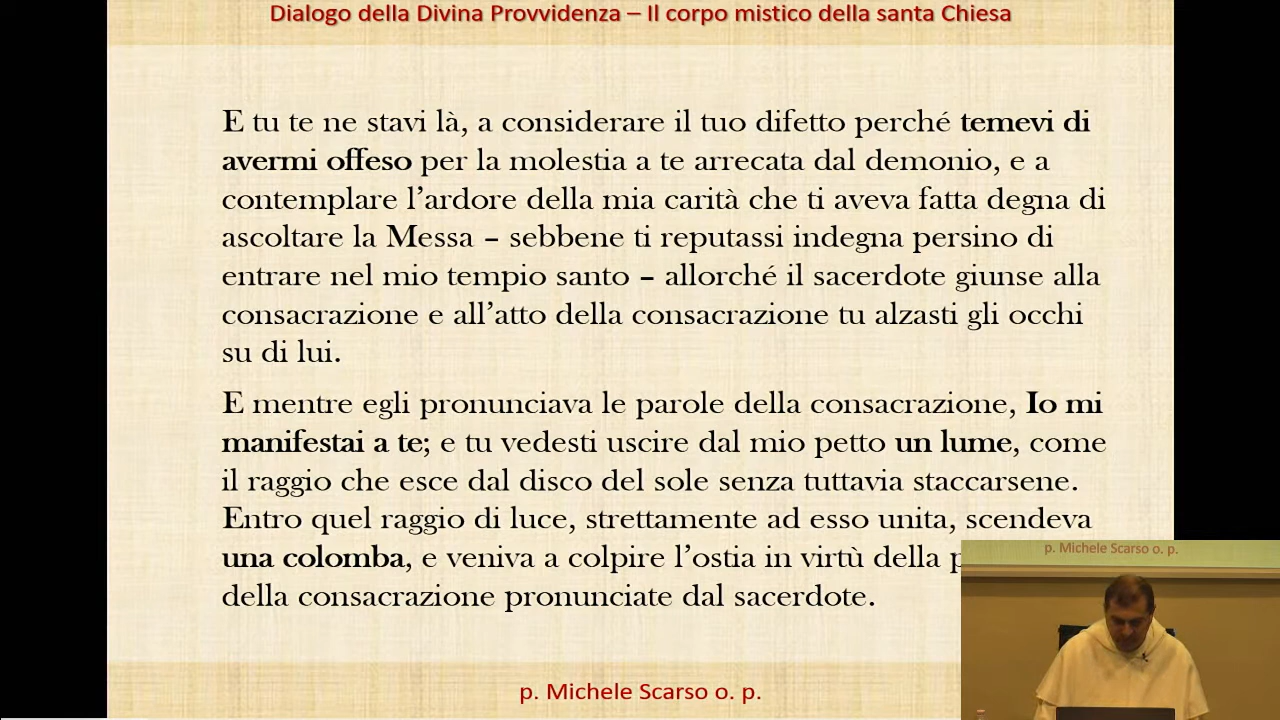 Dialogo della Divina Provvidenza – Il corpo mistico della santa Chiesa
E tu te ne stavi là, a considerare il tuo difetto perché temevi di
avermi offeso per la molestia a te arrecata dal demonio, e a
contemplare l’ardore della mia carità che ti aveva fatta degna di
ascoltare la Messa – sebbene ti reputassi indegna persino di
entrare nel mio tempio santo – allorché il sacerdote giunse alla
consacrazione e all’atto della consacrazione tu alzasti gli occhi
su di lui.
E mentre egli pronunciava le parole della consacrazione, Io mi
manifestai a te; e tu vedesti uscire dal mio petto un lume, come
il raggio che esce dal disco del sole senza tuttavia staccarsene.
Entro quel raggio di luce, strettamente ad esso unita, scendeva
una colomba, e veniva a colpire l’ostia in virtù della
della consacrazione pronunciate dal sacerdote.
p. Michele Scarso o. p.
p. Michele Scarso o. p.